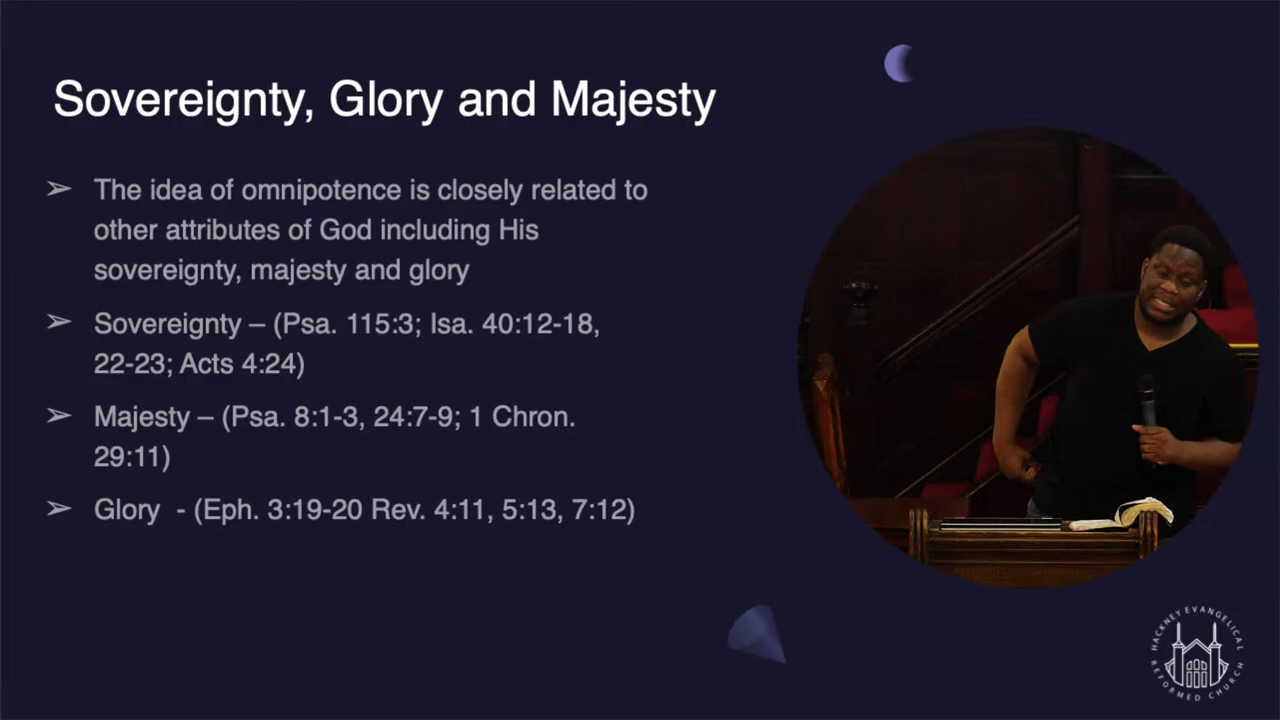 Sovereignty, Glory and Majesty
➢ The idea of omnipotence is closely related to
other attributes of God including His
sovereignty, majesty and glory
➢ Sovereignty – (Psa. 115:3; Isa. 40:12-18,
22-23; Acts 4:24)
➢ Majesty – (Psa. 8:1-3, 24:7-9; 1 Chron.
29:11)
➢ Glory  - (Eph. 3:19-20 Rev. 4:11, 5:13, 7:12)
HACKNEY EVANGELICAL
REFORMED CHURCH